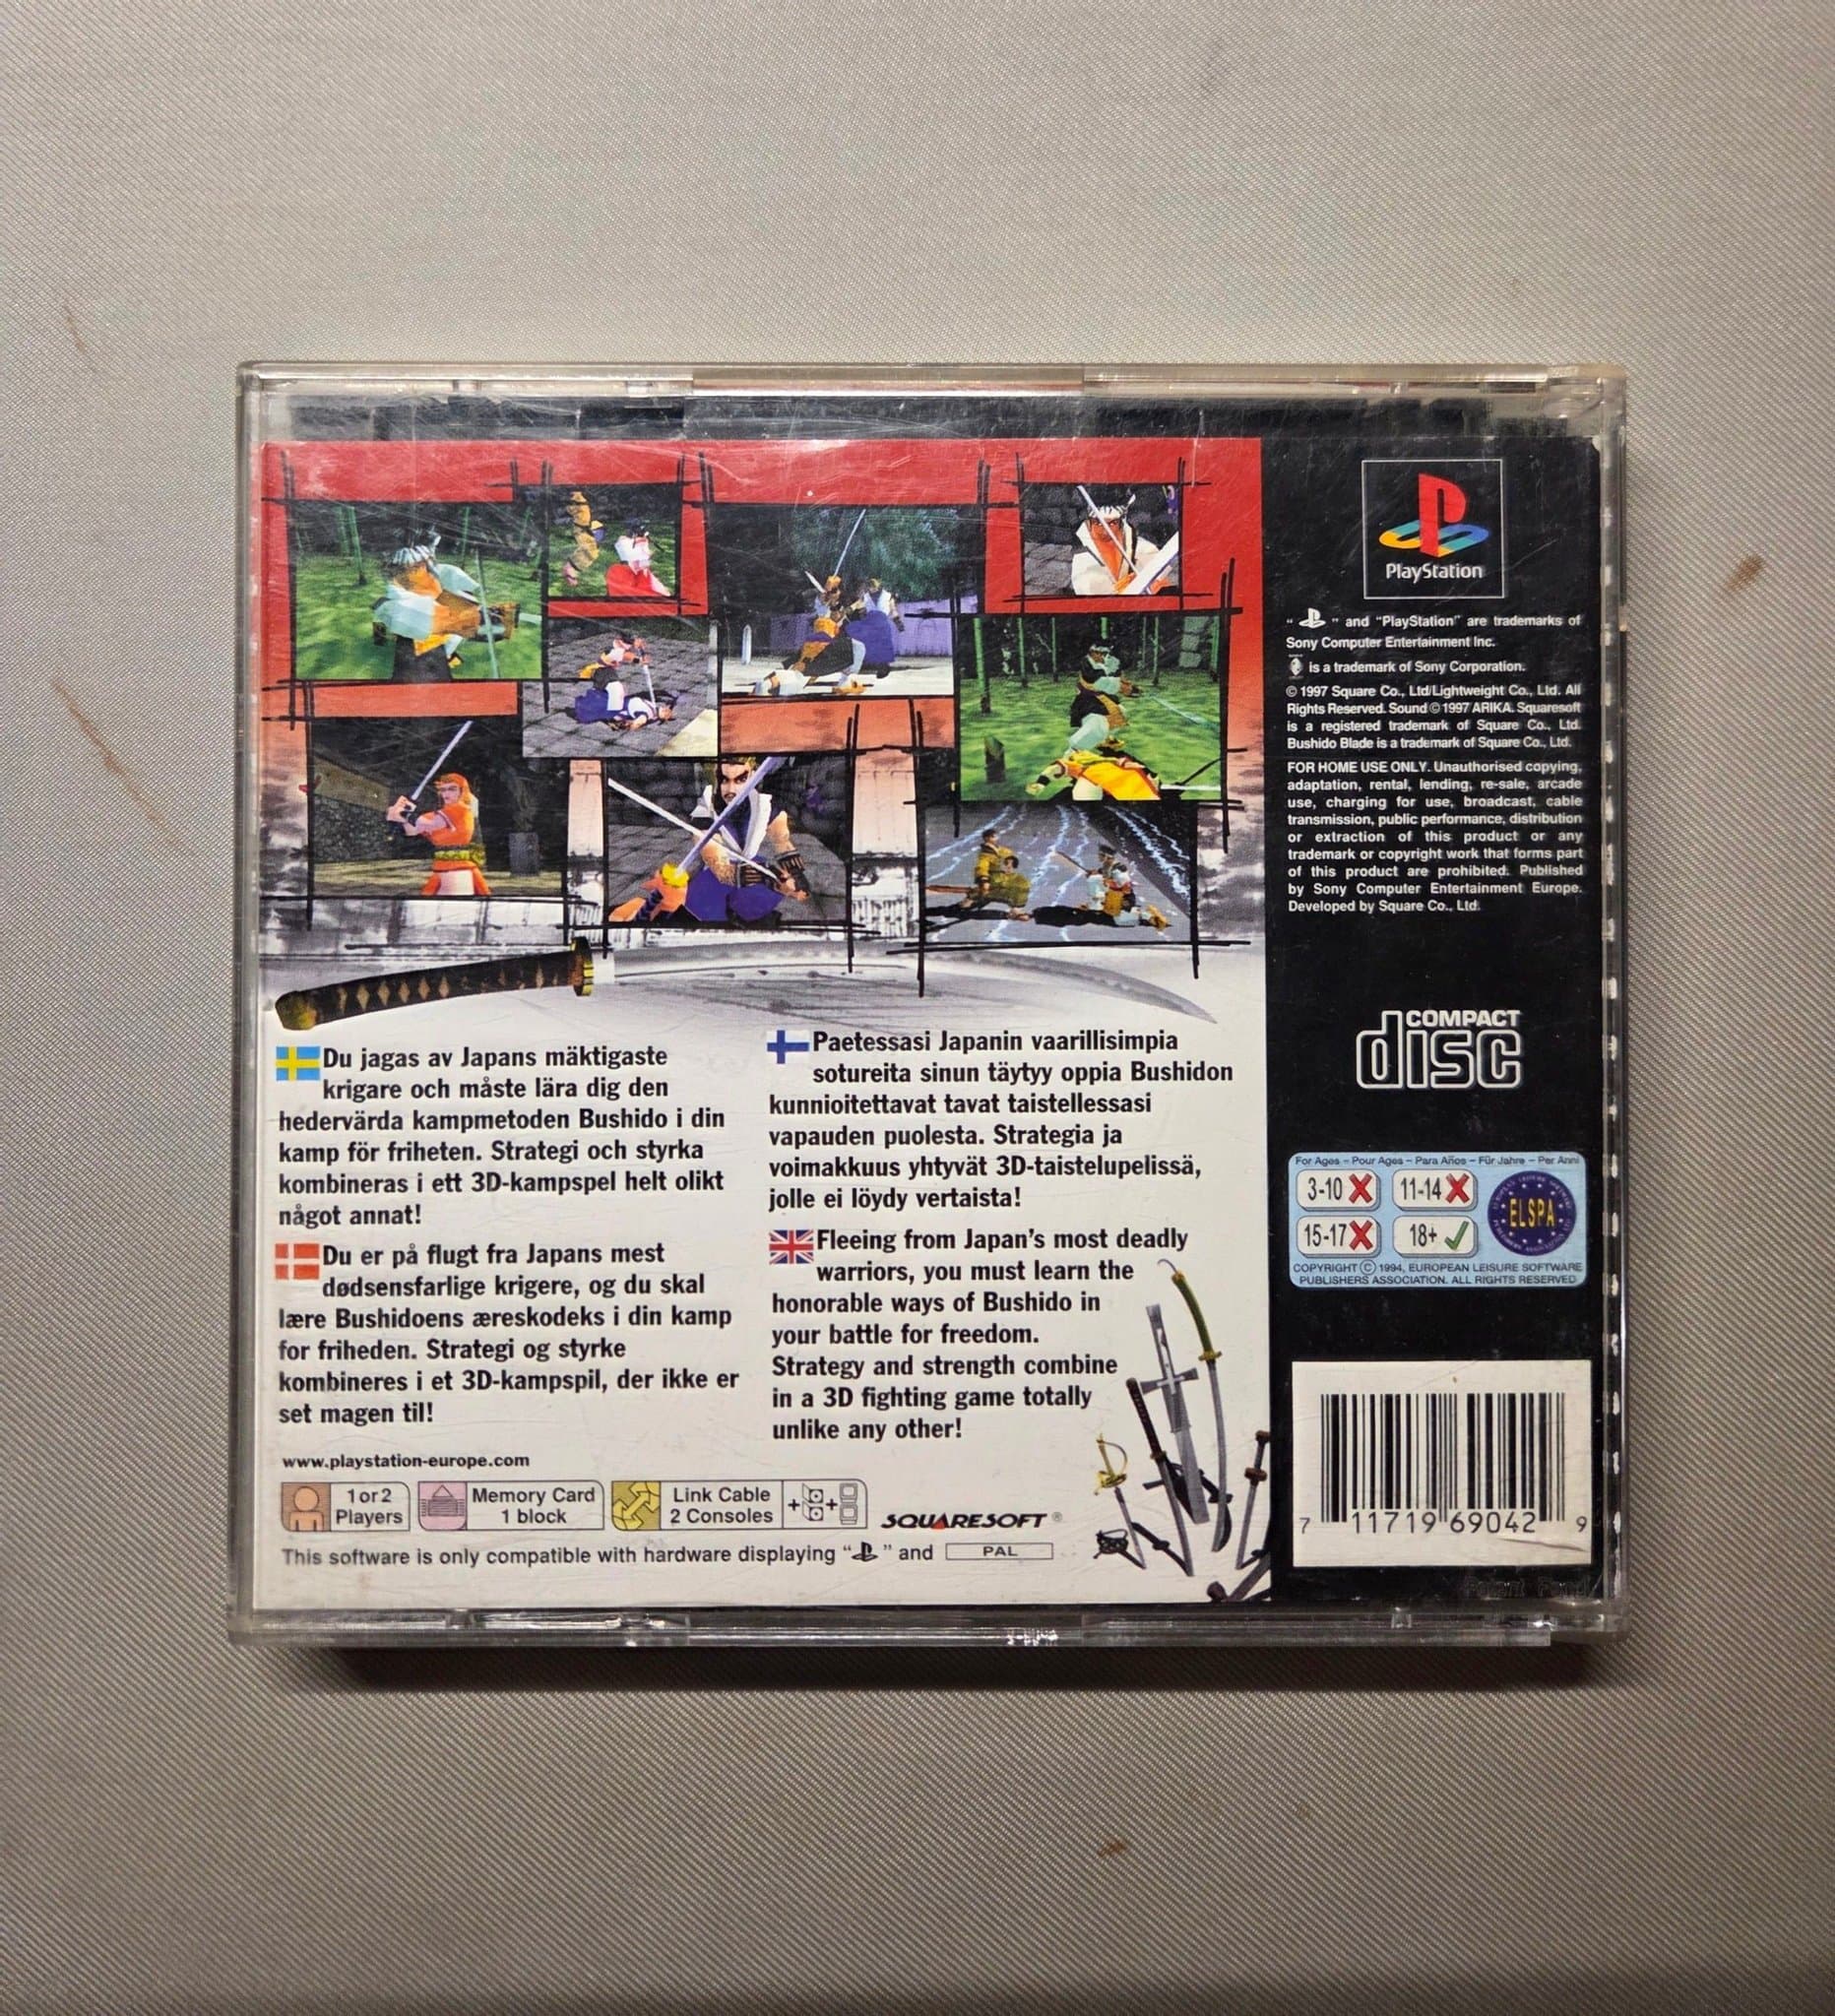 Du jagas av Japans mäktigaste
krigare och måste lära dig den
hedervärda kampmetoden Bushido i din
kamp för friheten. Strategi och styrka
kombineras i ett 3D-kampspel helt olikt
något annat!
Du er på flugt fra Japans mest
dødsensfarlige krigere, og du skal
lære Bushidoens æreskodeks i din kamp
for friheden. Strategi og styrke
kombineres i et 3D-kampspil, der ikke er
set magen til!
Paetessasi Japanin vaarillisimpia
sotureita sinun täytyy oppia Bushidon
kunnioitettavat tavat taistellessasi
vapauden puolesta. Strategia ja
voimakkuus yhtyvät 3D-taistelupelissä,
jolle ei löydy vertaista!
Fleeing from Japan's most deadly
warriors, you must learn the
honorable ways of Bushido in
your battle for freedom.
Strategy and strength combine
in a 3D fighting game totally
unlike any other!
www.playstation-europe.com
1 or 2
Players
Memory Card
1 block
Link Cable
2 Consoles
SQUARESOFT ®
This software is only compatible with hardware displaying " " and PAL
PlayStation
" " and "PlayStation" are trademarks of
Sony Computer Entertainment Inc.
is a trademark of Sony Corporation.
© 1997 Square Co., Ltd/Lightweight Co., Ltd. All
Rights Reserved. Sound © 1997 ARIKA. Squaresoft
is a registered trademark of Square Co., Ltd.
Bushido Blade is a trademark of Square Co., Ltd.
FOR HOME USE ONLY. Unauthorised copying,
adaptation, rental, lending, re-sale, arcade
use, charging for use, broadcast, cable
transmission, public performance, distribution
or extraction of this product or any
trademark or copyright work that forms part
of this product are prohibited. Published
by Sony Computer Entertainment Europe.
Developed by Square Co., Ltd.
COMPACT
disc
For Ages – Pour Ages – Para Años – Für Jahre – Per Anni
3-10 11-14
15-17 18+
ELSPA
COPYRIGHT © 1994, EUROPEAN LEISURE SOFTWARE
PUBLISHERS ASSOCIATION. ALL RIGHTS RESERVED
7 11719 69042 9